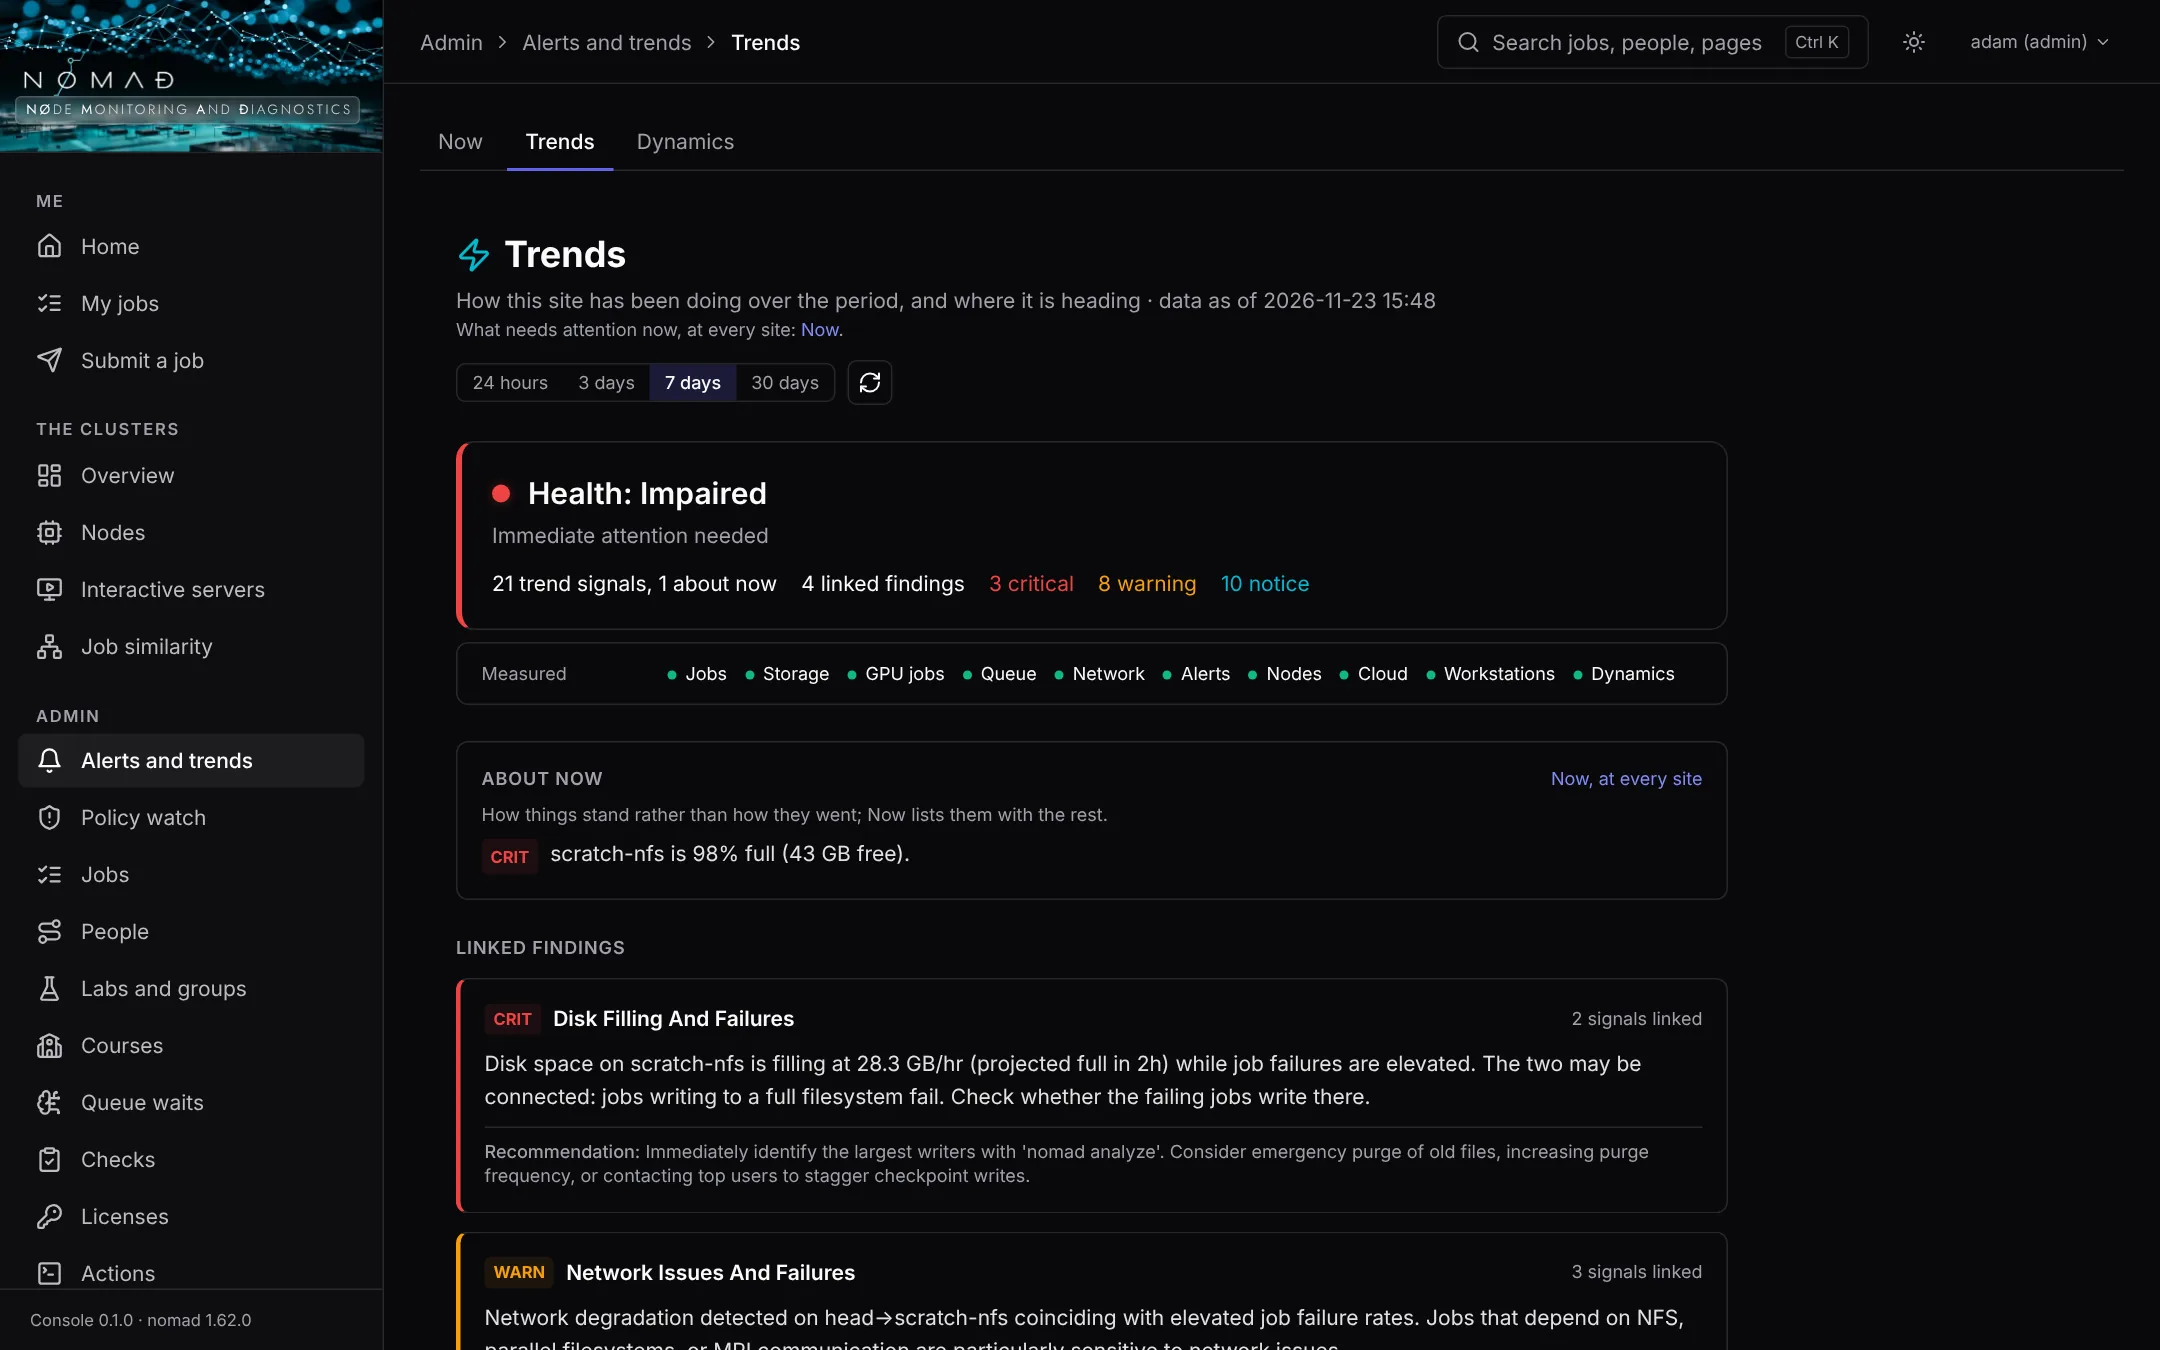 NØMAÐ
NØDE MONITORING AND ÐIAGNOSTICS
Admin > Alerts and trends > Trends
Search jobs, people, pages Ctrl K
adam (admin)
ME
Home
My jobs
Submit a job
THE CLUSTERS
Overview
Nodes
Interactive servers
Job similarity
ADMIN
Alerts and trends
Policy watch
Jobs
People
Labs and groups
Courses
Queue waits
Checks
Licenses
Actions
Console 0.1.0 · nomad 1.62.0
Now Trends Dynamics
Trends
How this site has been doing over the period, and where it is heading · data as of 2026-11-23 15:48
What needs attention now, at every site: Now.
24 hours 3 days 7 days 30 days
Health: Impaired
Immediate attention needed
21 trend signals, 1 about now 4 linked findings 3 critical 8 warning 10 notice
Measured Jobs Storage GPU jobs Queue Network Alerts Nodes Cloud Workstations Dynamics
ABOUT NOW Now, at every site
How things stand rather than how they went; Now lists them with the rest.
CRIT scratch-nfs is 98% full (43 GB free).
LINKED FINDINGS
CRIT Disk Filling And Failures 2 signals linked
Disk space on scratch-nfs is filling at 28.3 GB/hr (projected full in 2h) while job failures are elevated. The two may be
connected: jobs writing to a full filesystem fail. Check whether the failing jobs write there.
Recommendation: Immediately identify the largest writers with 'nomad analyze'. Consider emergency purge of old files, increasing purge
frequency, or contacting top users to stagger checkpoint writes.
WARN Network Issues And Failures 3 signals linked
Network degradation detected on head→scratch-nfs coinciding with elevated job failure rates. Jobs that depend on NFS,
parallel filesystems, or MPI communication are particularly sensitive to network issues.